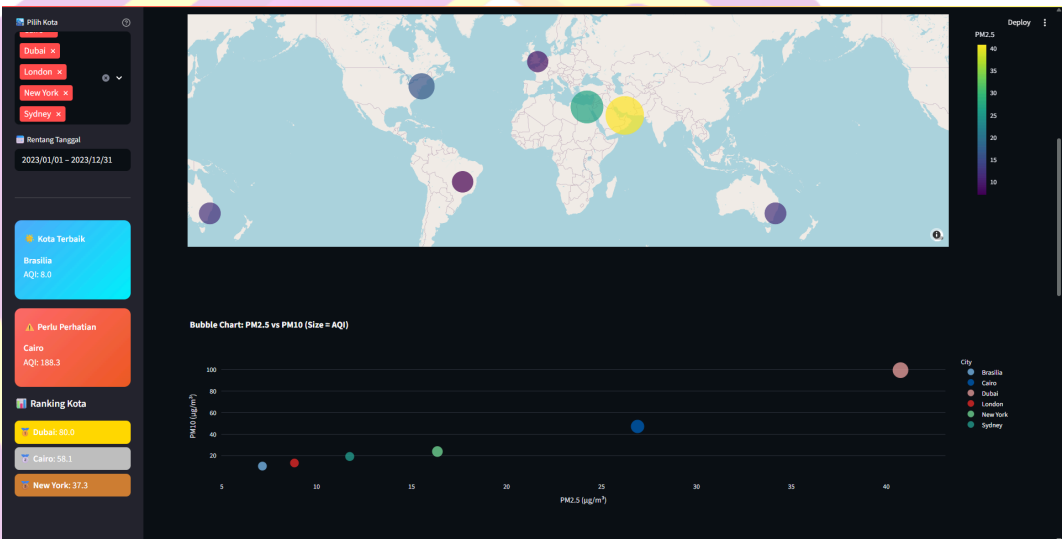 Pilih Kota
Dubai ×
London ×
New York ×
Sydney ×
Rentang Tanggal
2023/01/01 – 2023/12/31
Kota Terbaik
Brasilia
AQI: 8.0
Perlu Perhatian
Cairo
AQI: 188.3
Ranking Kota
Dubai: 80.0
Cairo: 58.1
New York: 37.3
Deploy
PM2.5
40
35
30
25
20
15
10
Bubble Chart: PM2.5 vs PM10 (Size = AQI)
PM10 (µg/m³)
100
80
60
40
20
5 10 15 20 25 30 35 40
PM2.5 (µg/m³)
City
Brasilia
Cairo
Dubai
London
New York
Sydney